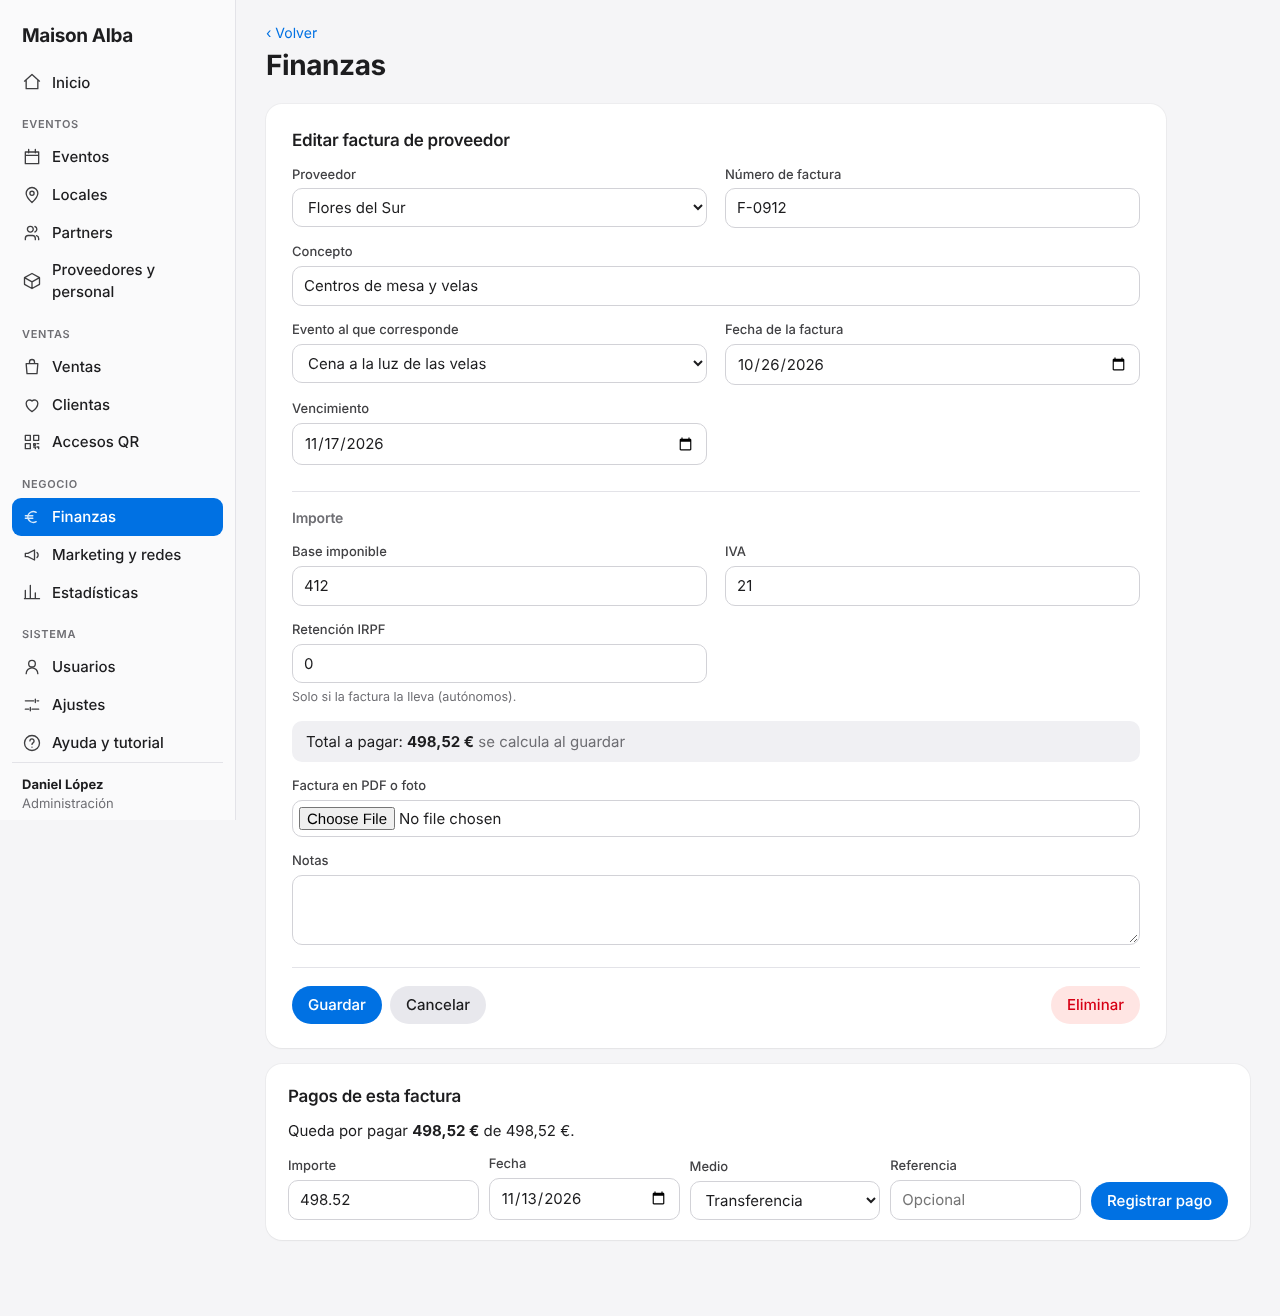 Maison Alba
Inicio
EVENTOS
Eventos
Locales
Partners
Proveedores y
personal
VENTAS
Ventas
Clientas
Accesos QR
NEGOCIO
Finanzas
Marketing y redes
Estadísticas
SISTEMA
Usuarios
Ajustes
Ayuda y tutorial
Daniel López
Administración
‹ Volver
Finanzas
Editar factura de proveedor
Proveedor
Flores del Sur
Número de factura
F-0912
Concepto
Centros de mesa y velas
Evento al que corresponde
Cena a la luz de las velas
Fecha de la factura
10/26/2026
Vencimiento
11/17/2026
Importe
Base imponible
412
IVA
21
Retención IRPF
0
Solo si la factura la lleva (autónomos).
Total a pagar: 498,52 € se calcula al guardar
Factura en PDF o foto
Choose File No file chosen
Notas
Guardar
Cancelar
Eliminar
Pagos de esta factura
Queda por pagar 498,52 € de 498,52 €.
Importe
498.52
Fecha
11/13/2026
Medio
Transferencia
Referencia
Opcional
Registrar pago